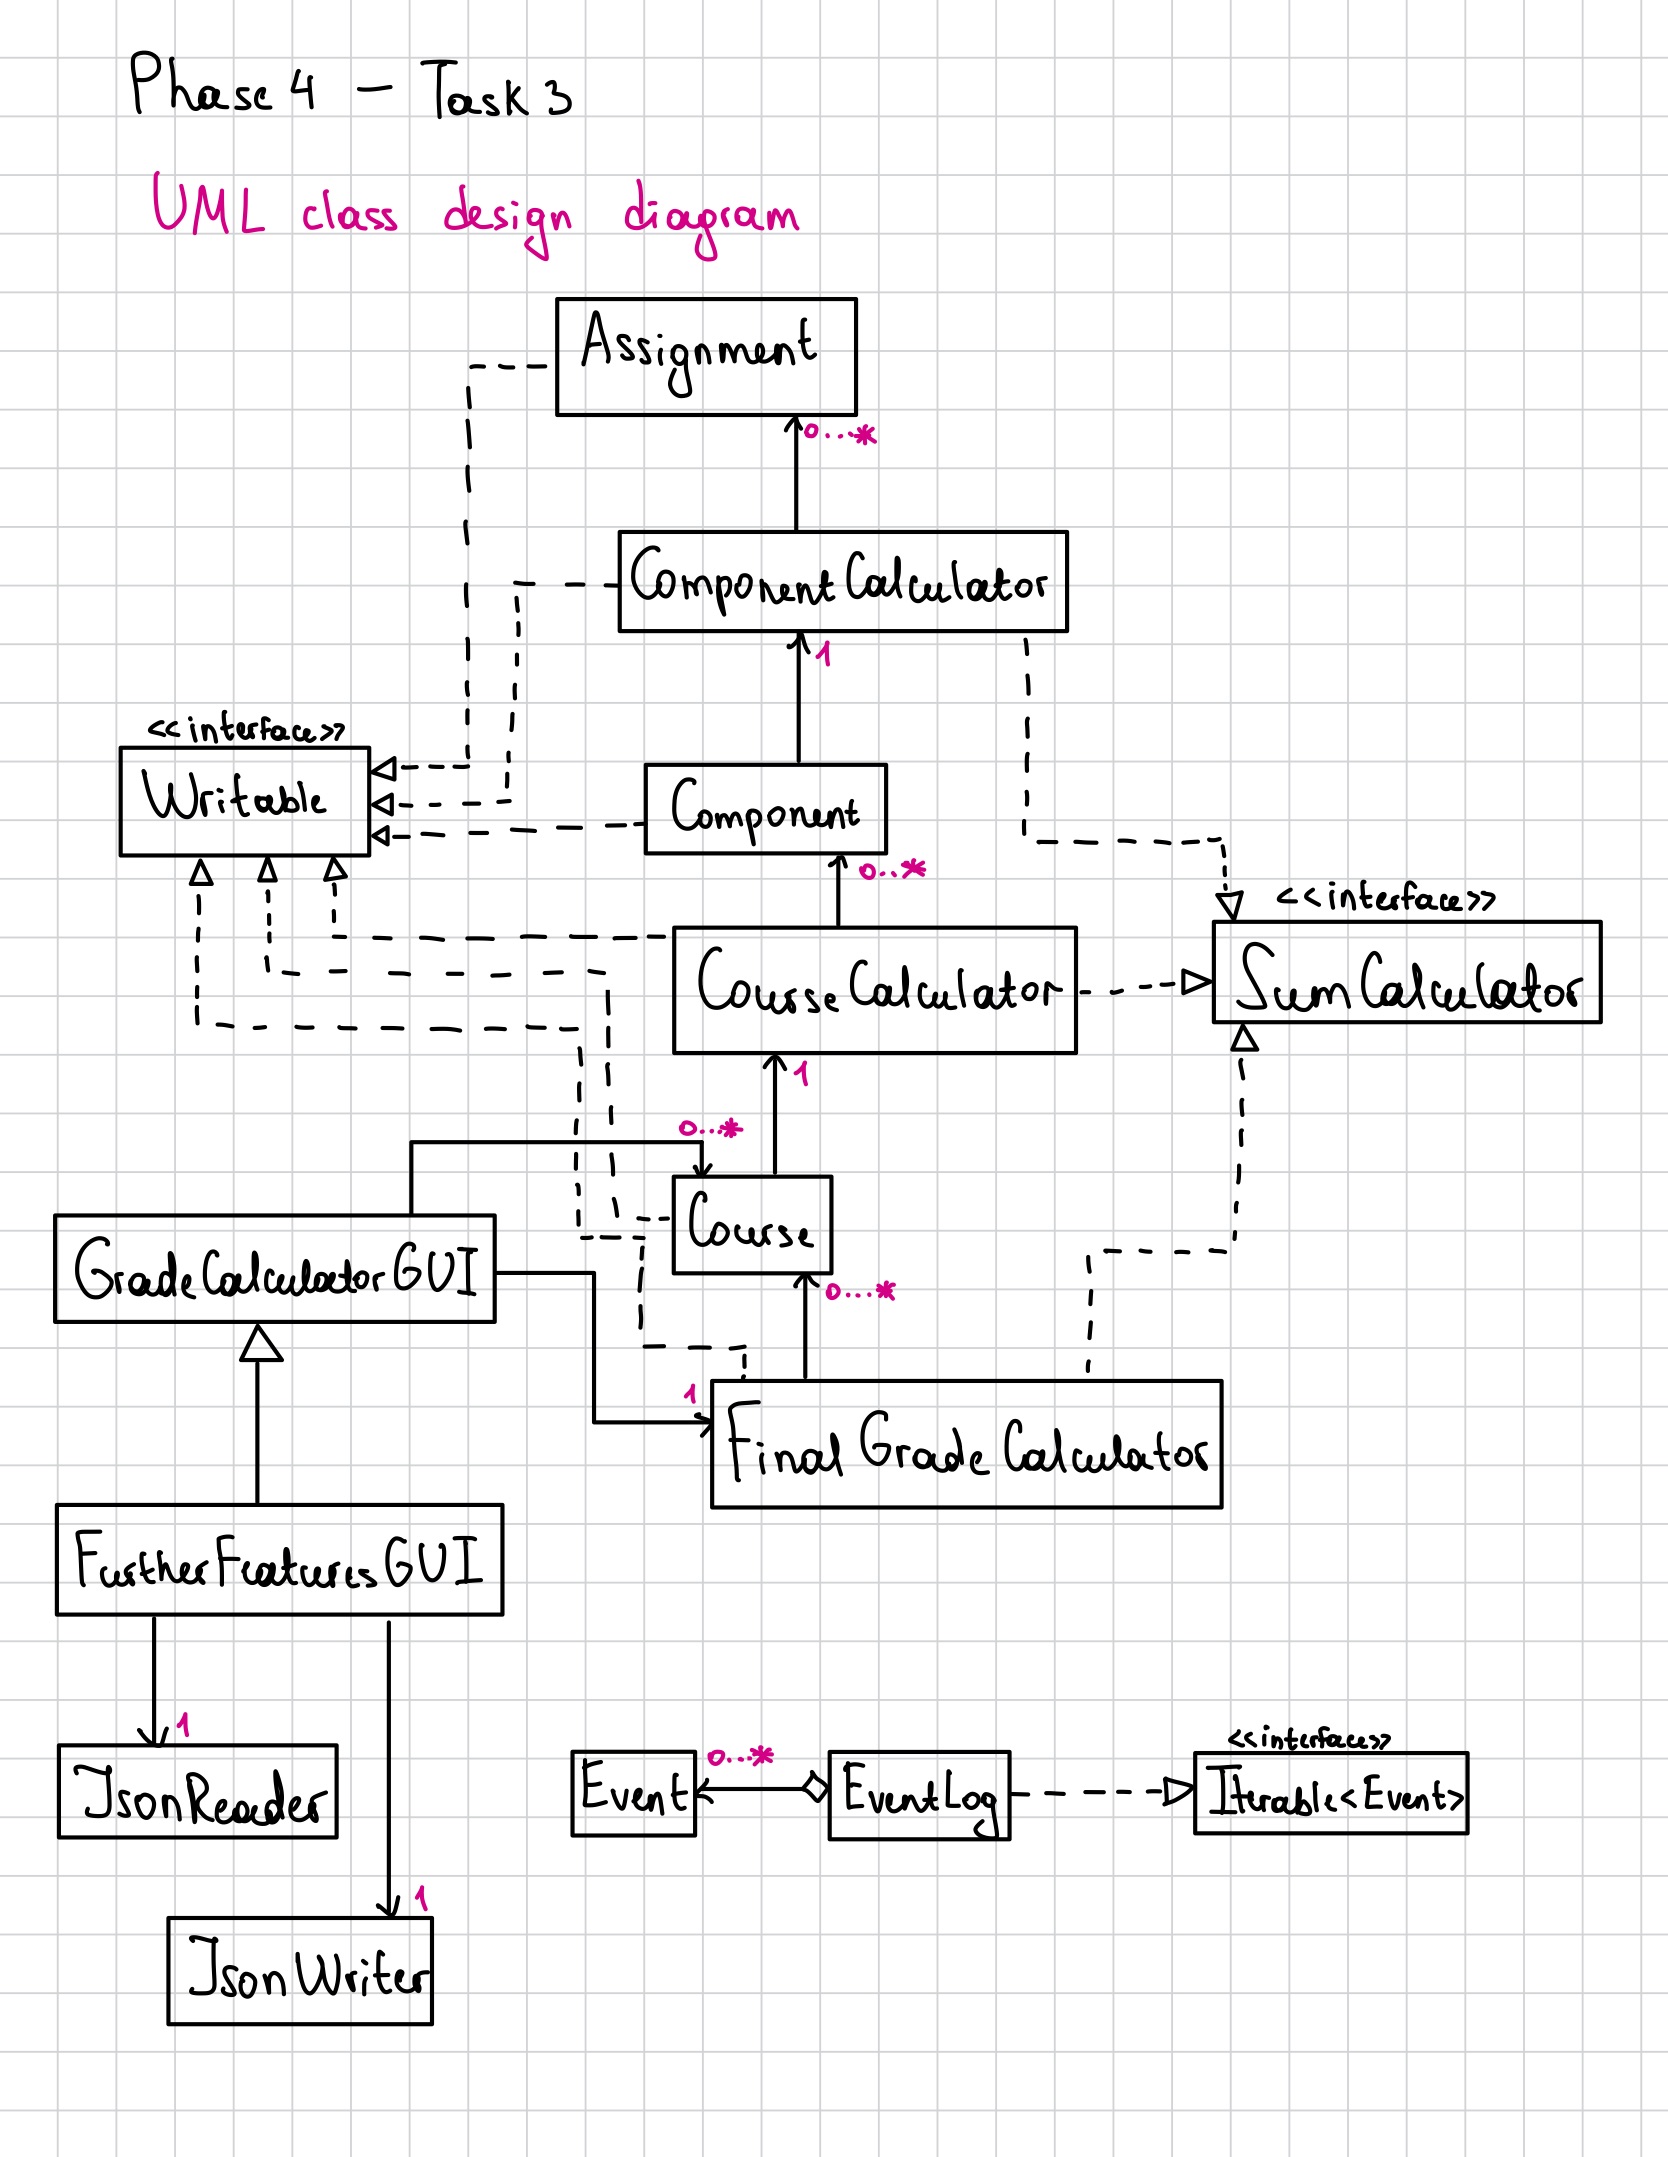 Phase 4 - Task 3
UML class design diagram
Assignment
0...*
ComponentCalculator
1
<<interface>>
Writable
Component
0...*
<<interface>>
CourseCalculator
SumCalculator
1
0...*
Course
GradeCalculatorGUI
0...*
1
FinalGradeCalculator
FurtherFeaturesGUI
1
JsonReader
0...*
Event
EventLog
<<interface>>
Iterable<Event>
1
JsonWriter